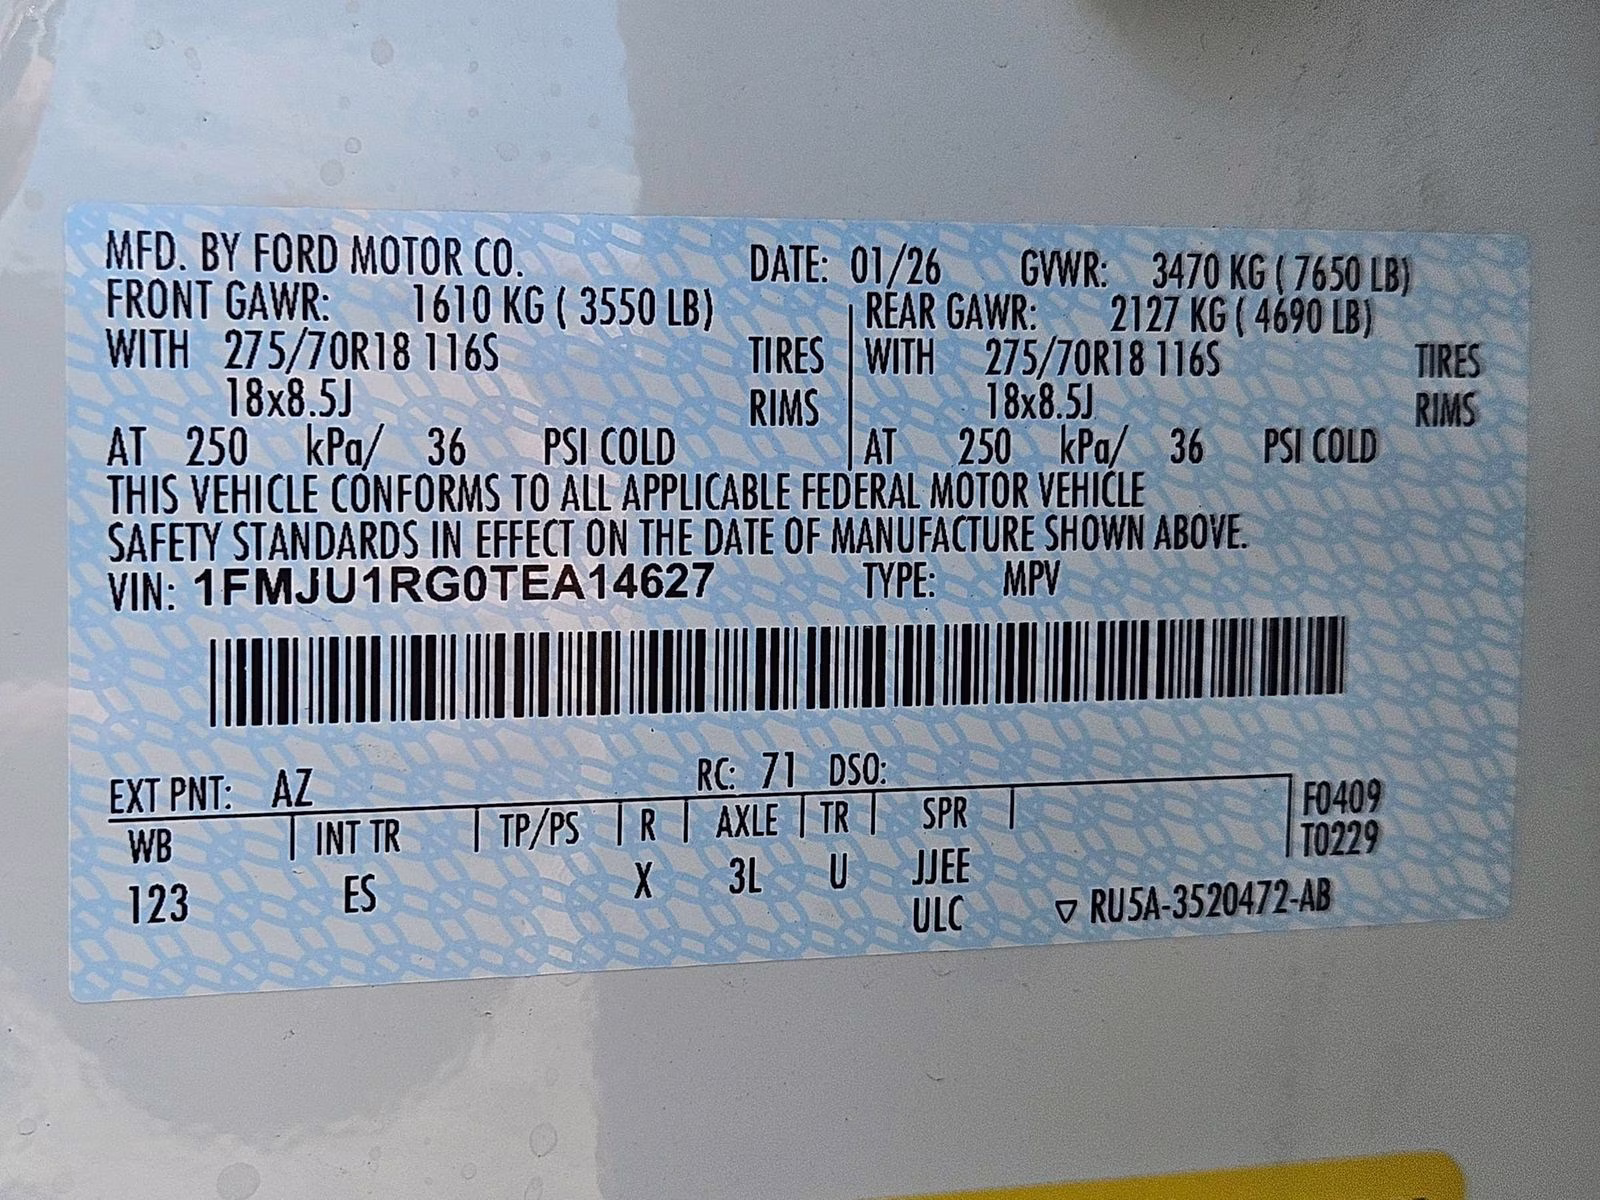 MFD. BY FORD MOTOR CO. DATE: 01/26 GVWR: 3470 KG ( 7650 LB)
FRONT GAWR: 1610 KG ( 3550 LB) REAR GAWR: 2127 KG ( 4690 LB)
WITH 275/70R18 116S TIRES WITH 275/70R18 116S TIRES
18x8.5J RIMS 18x8.5J RIMS
AT 250 kPa/ 36 PSI COLD AT 250 kPa/ 36 PSI COLD
THIS VEHICLE CONFORMS TO ALL APPLICABLE FEDERAL MOTOR VEHICLE
SAFETY STANDARDS IN EFFECT ON THE DATE OF MANUFACTURE SHOWN ABOVE.
VIN: 1FMJU1RG0TEA14627 TYPE: MPV
EXT PNT: AZ RC: 71 DSO:
WB INT TR TP/PS R AXLE TR SPR F0409
T0229
123 ES X 3L U JJEE
ULC ▽ RU5A-3520472-AB